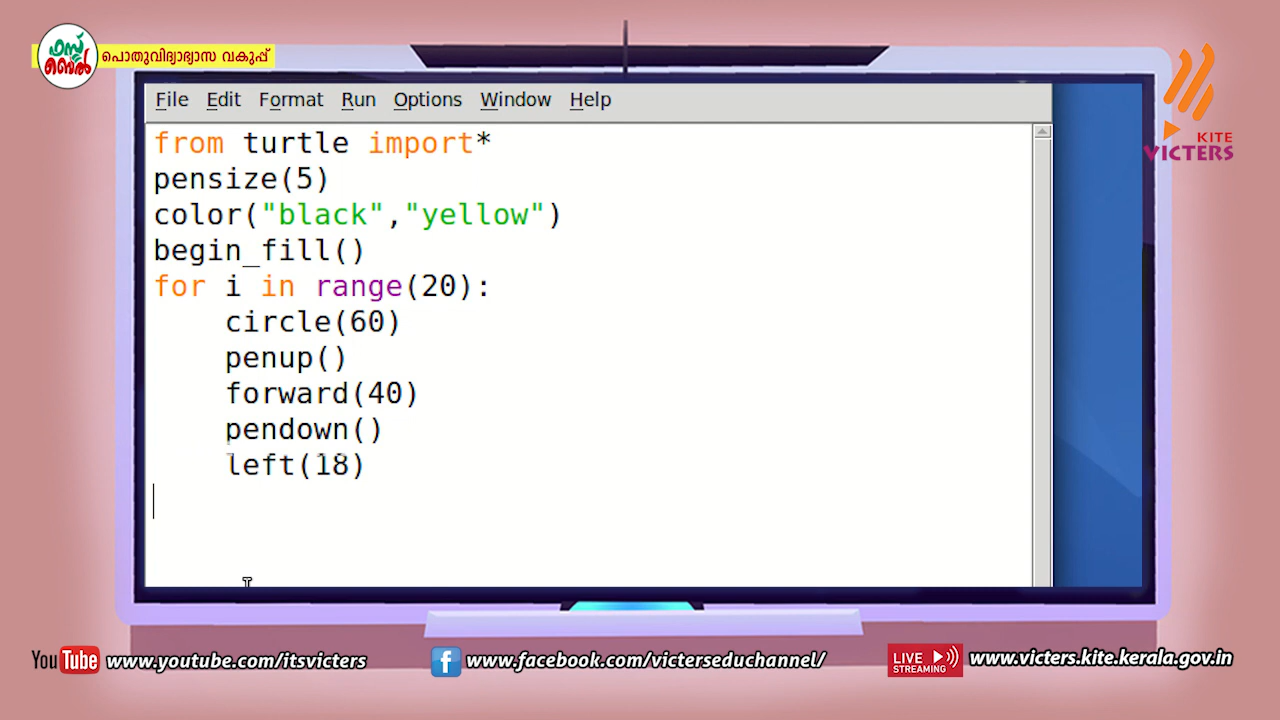 ഫസ്റ്റ്
ബെൽ
പൊതുവിദ്യാഭ്യാസ വകുപ്പ്
KITE
VICTERS
File Edit Format Run Options Window Help
from turtle import*
pensize(5)
color("black","yellow")
begin_fill()
for i in range(20):
    circle(60)
    penup()
    forward(40)
    pendown()
    left(18)
YouTube www.youtube.com/itsvicters
f www.facebook.com/victerseduchannel/
LIVE STREAMING www.victers.kite.kerala.gov.in